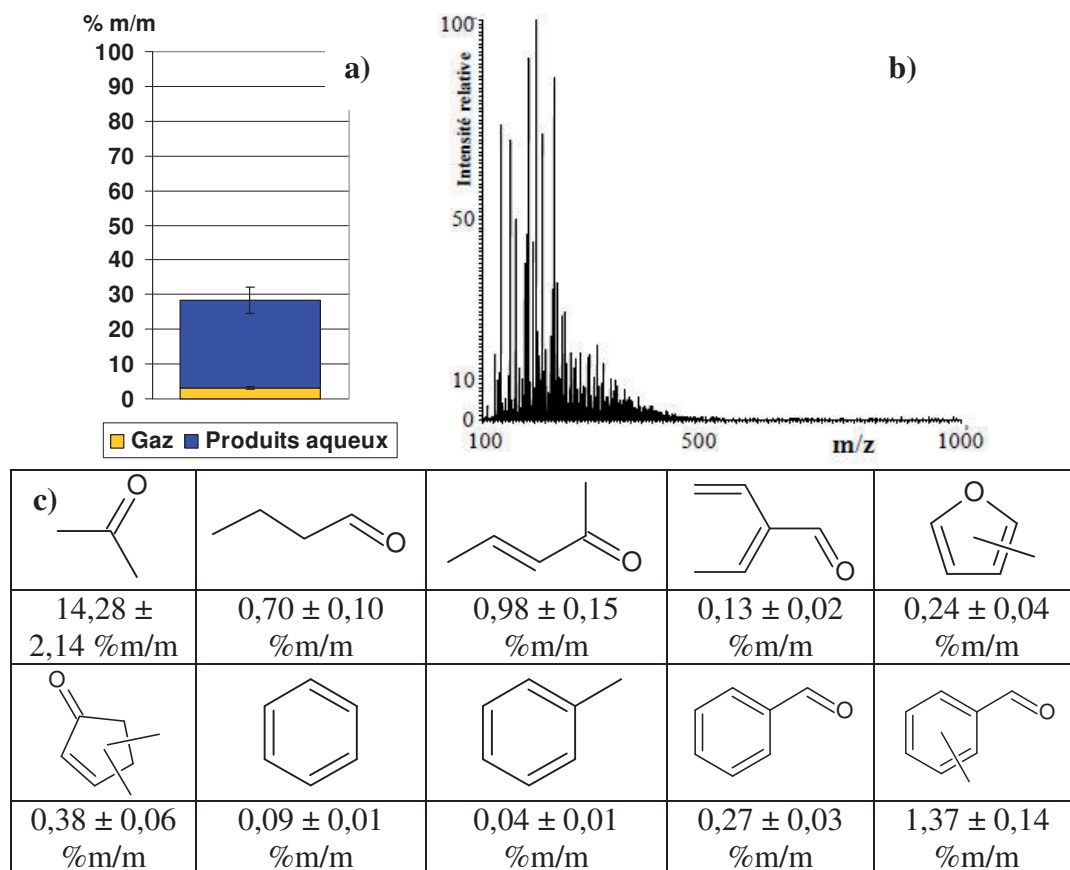 % m/m
a)
100
90
80
70
60
50
40
30
20
10
0
Gaz Produits aqueux
b)
Intensité relative
100
50
10
0
100 500 m/z 1000
c)
O
O
O
O
O
14,28 ± 2,14 %m/m
0,70 ± 0,10 %m/m
0,98 ± 0,15 %m/m
0,13 ± 0,02 %m/m
0,24 ± 0,04 %m/m
O
O
O
0,38 ± 0,06 %m/m
0,09 ± 0,01 %m/m
0,04 ± 0,01 %m/m
0,27 ± 0,03 %m/m
1,37 ± 0,14 %m/m